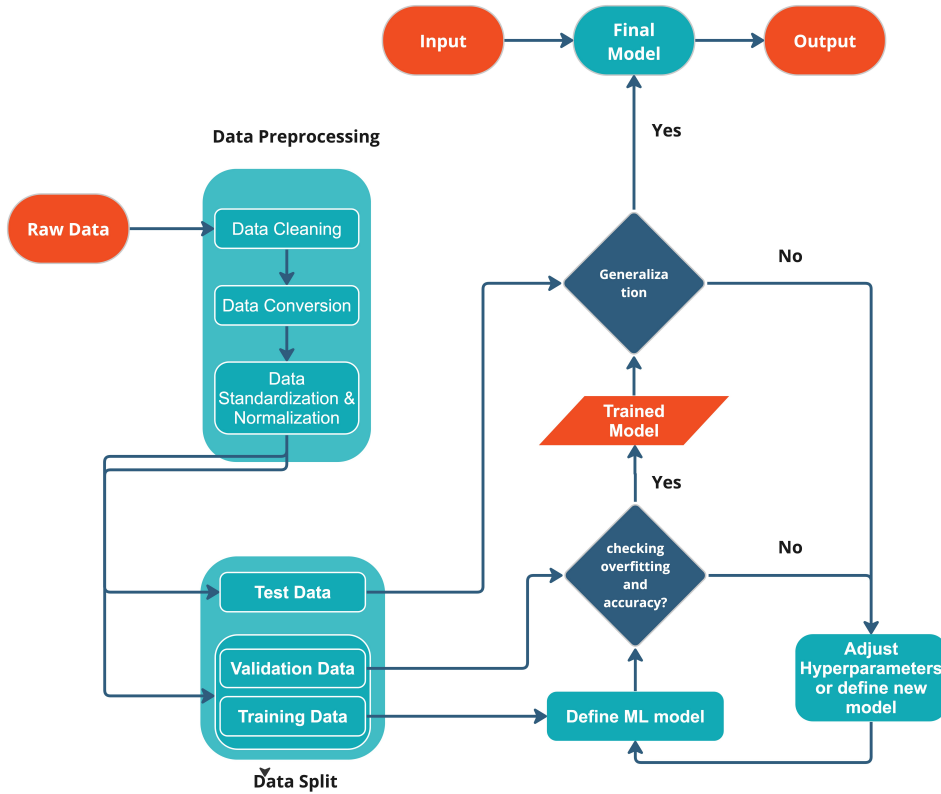 Input
Final
Model
Output
Yes
Data Preprocessing
Raw Data
Data Cleaning
Data Conversion
Data
Standardization &
Normalization
Generaliza
tion
No
Trained
Model
Yes
checking
overfitting
and
accuracy?
No
Test Data
Validation Data
Training Data
Define ML model
Adjust
Hyperparameters
or define new
model
Data Split